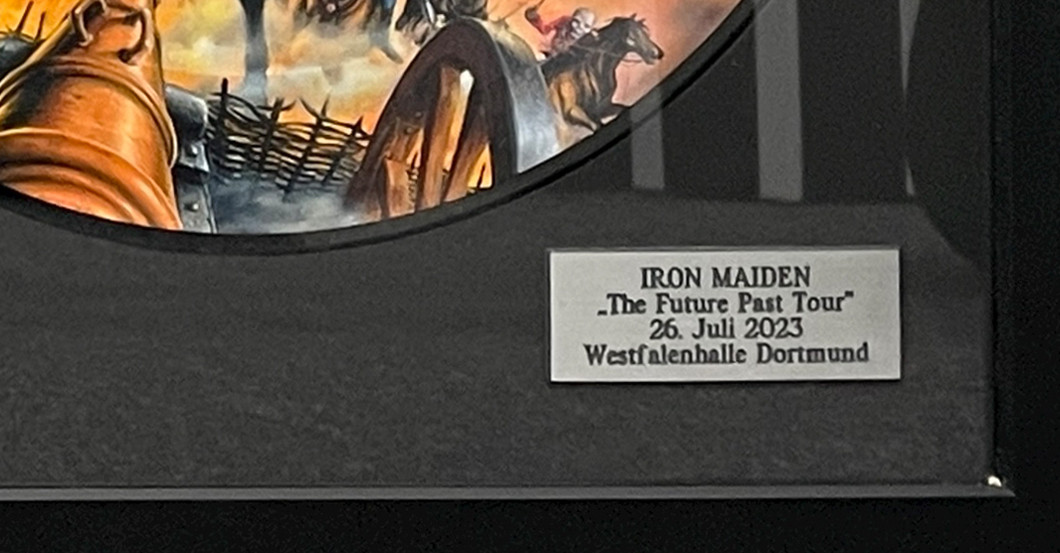 IRON MAIDEN
„The Future Past Tour"
26. Juli 2023
Westfalenhalle Dortmund